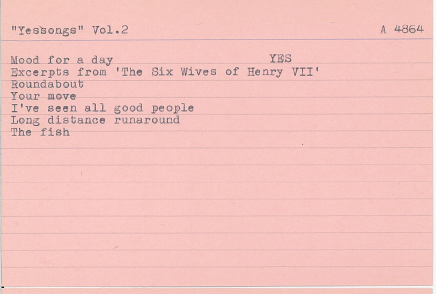 "Yessongs" Vol.2 A 4864
Mood for a day YES
Excerpts from 'The Six Wives of Henry VII'
Roundabout
Your move
I've seen all good people
Long distance runaround
The fish